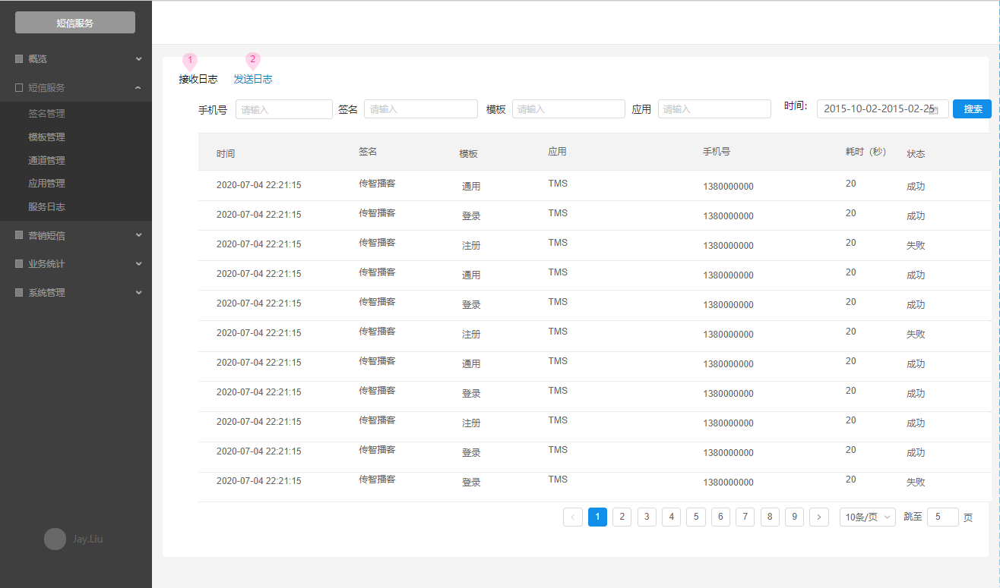 短信服务
概览
短信服务
签名管理
模板管理
通道管理
应用管理
服务日志
营销短信
业务统计
系统管理
Jay.Liu
1 2
接收日志 发送日志
手机号 请输入 签名 请输入 模板 请输入 应用 请输入 时间: 2015-10-02-2015-02-25 搜索
时间 签名 模板 应用 手机号 耗时（秒） 状态
2020-07-04 22:21:15 传智播客 通用 TMS 1380000000 20 成功
2020-07-04 22:21:15 传智播客 登录 TMS 1380000000 20 成功
2020-07-04 22:21:15 传智播客 注册 TMS 1380000000 20 失败
2020-07-04 22:21:15 传智播客 通用 TMS 1380000000 20 成功
2020-07-04 22:21:15 传智播客 登录 TMS 1380000000 20 成功
2020-07-04 22:21:15 传智播客 注册 TMS 1380000000 20 失败
2020-07-04 22:21:15 传智播客 通用 TMS 1380000000 20 成功
2020-07-04 22:21:15 传智播客 登录 TMS 1380000000 20 成功
2020-07-04 22:21:15 传智播客 注册 TMS 1380000000 20 成功
2020-07-04 22:21:15 传智播客 登录 TMS 1380000000 20 成功
2020-07-04 22:21:15 传智播客 登录 TMS 1380000000 20 失败
< 1 2 3 4 5 6 7 8 9 > 10条/页 跳至 5 页